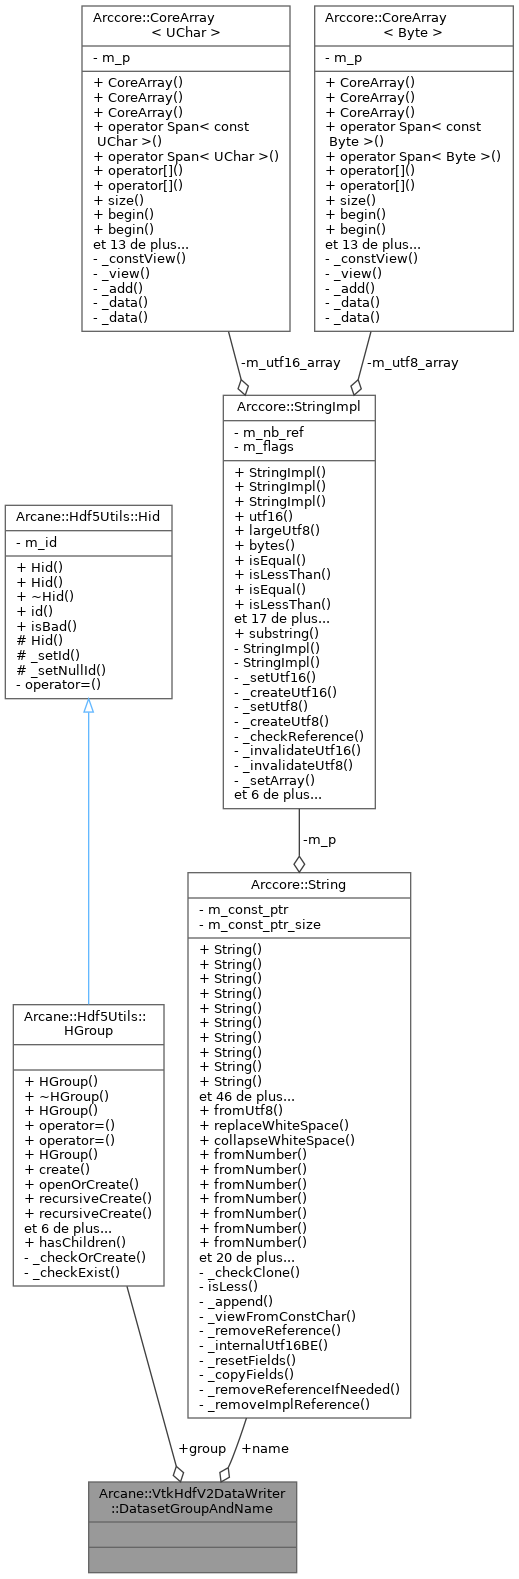 Arccore::CoreArray
< UChar >
- m_p
+ CoreArray()
+ CoreArray()
+ CoreArray()
+ operator Span< const
UChar >()
+ operator Span< UChar >()
+ operator[]()
+ operator[]()
+ size()
+ begin()
+ begin()
et 13 de plus...
- _constView()
- _view()
- _add()
- _data()
- _data()
Arccore::CoreArray
< Byte >
- m_p
+ CoreArray()
+ CoreArray()
+ CoreArray()
+ operator Span< const
Byte >()
+ operator Span< Byte >()
+ operator[]()
+ operator[]()
+ size()
+ begin()
+ begin()
et 13 de plus...
- _constView()
- _view()
- _add()
- _data()
- _data()
-m_utf16_array
-m_utf8_array
Arccore::StringImpl
- m_nb_ref
- m_flags
+ StringImpl()
+ StringImpl()
+ StringImpl()
+ utf16()
+ largeUtf8()
+ bytes()
+ isEqual()
+ isLessThan()
+ isEqual()
+ isLessThan()
et 17 de plus...
+ substring()
- StringImpl()
- StringImpl()
- _setUtf16()
- _createUtf16()
- _setUtf8()
- _createUtf8()
- _checkReference()
- _invalidateUtf16()
- _invalidateUtf8()
- _setArray()
et 6 de plus...
Arcane::Hdf5Utils::Hid
- m_id
+ Hid()
+ Hid()
+ ~Hid()
+ id()
+ isBad()
# Hid()
# _setId()
# _setNullId()
- operator=()
-m_p
Arccore::String
- m_const_ptr
- m_const_ptr_size
+ String()
+ String()
+ String()
+ String()
+ String()
+ String()
+ String()
+ String()
+ String()
+ String()
et 46 de plus...
+ fromUtf8()
+ replaceWhiteSpace()
+ collapseWhiteSpace()
+ fromNumber()
+ fromNumber()
+ fromNumber()
+ fromNumber()
+ fromNumber()
+ fromNumber()
+ fromNumber()
et 20 de plus...
- _checkClone()
- isLess()
- _append()
- _viewFromConstChar()
- _removeReference()
- _internalUtf16BE()
- _resetFields()
- _copyFields()
- _removeReferenceIfNeeded()
- _removeImplReference()
Arcane::Hdf5Utils::
HGroup
+ HGroup()
+ ~HGroup()
+ HGroup()
+ operator=()
+ operator=()
+ HGroup()
+ create()
+ openOrCreate()
+ recursiveCreate()
+ recursiveCreate()
et 6 de plus...
+ hasChildren()
- _checkOrCreate()
- _checkExist()
+group
+name
Arcane::VtkHdfV2DataWriter
::DatasetGroupAndName